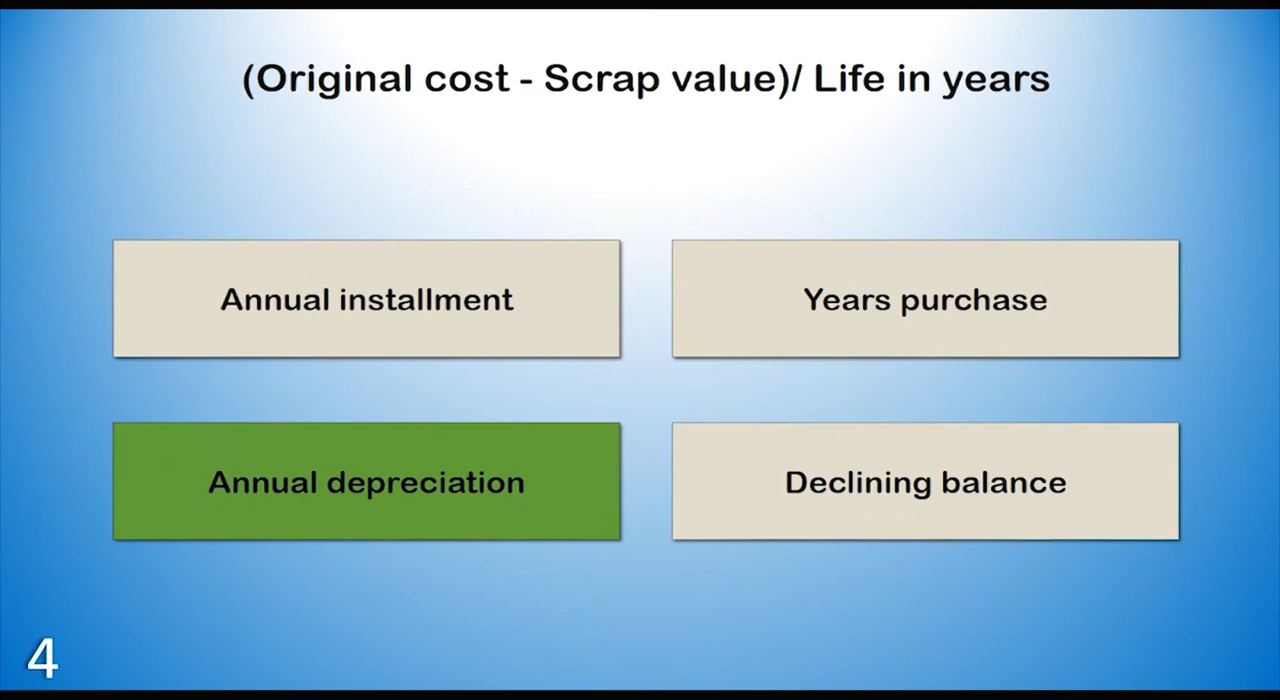 (Original cost - Scrap value)/ Life in years
Annual installment
Years purchase
Annual depreciation
Declining balance
4